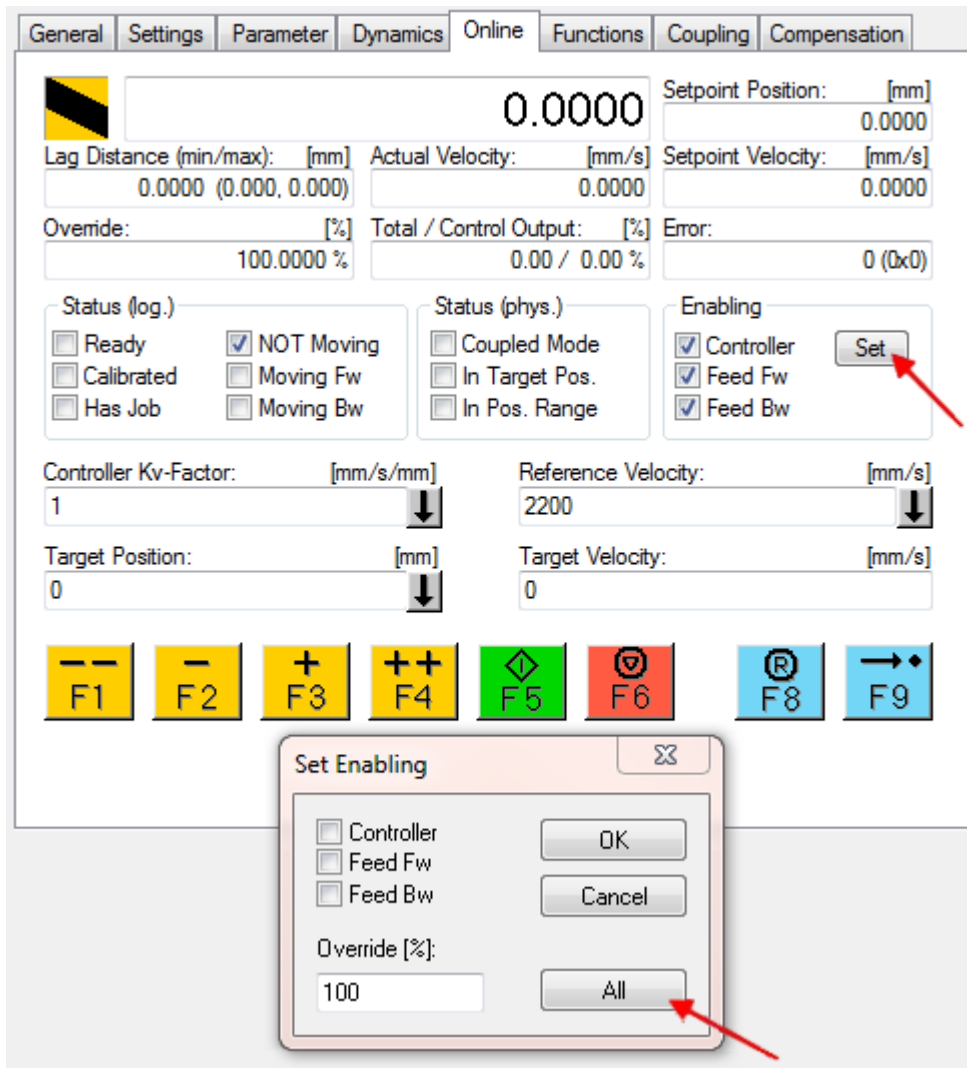 General Settings Parameter Dynamics Online Functions Coupling Compensation
0.0000
Setpoint Position: [mm]
0.0000
Lag Distance (min/max): [mm] Actual Velocity: [mm/s] Setpoint Velocity: [mm/s]
0.0000 (0.000, 0.000) 0.0000 0.0000
Override: [%] Total / Control Output: [%] Error:
100.0000 % 0.00 / 0.00 % 0 (0x0)
Status (log.) Status (phys.) Enabling
Ready NOT Moving Coupled Mode Controller Set
Calibrated Moving Fw In Target Pos. Feed Fw
Has Job Moving Bw In Pos. Range Feed Bw
Controller Kv-Factor: [mm/s/mm] Reference Velocity: [mm/s]
1 2200
Target Position: [mm] Target Velocity: [mm/s]
0 0
−− − + ++ R
F1 F2 F3 F4 F5 F6 F8 F9
Set Enabling
Controller OK
Feed Fw
Feed Bw Cancel
Override [%]:
100 All